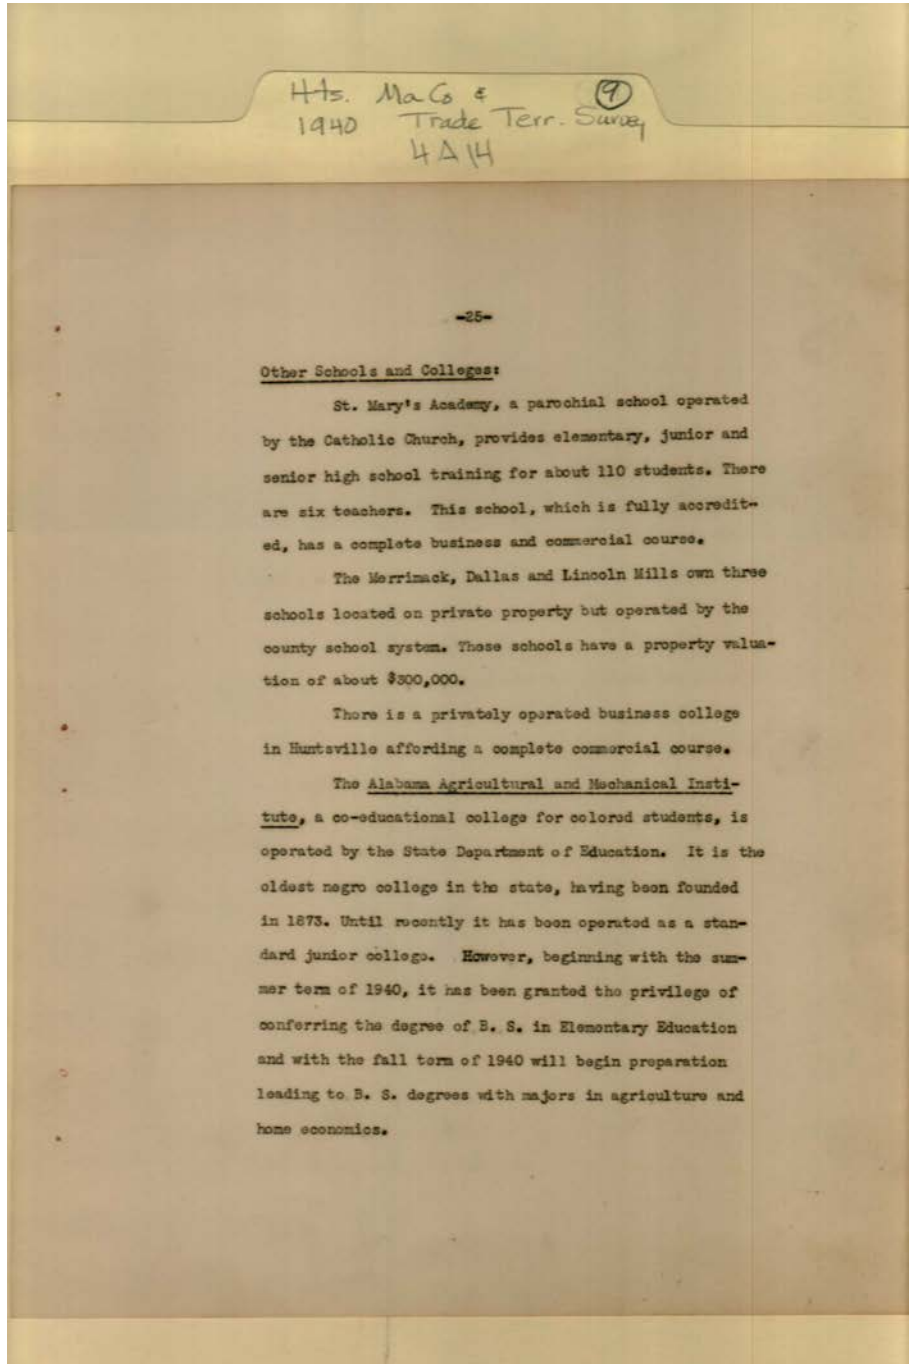 Hts. Ma Co & 9
1940 Trade Terr. Survey
4A14
-25-
Other Schools and Colleges:
St. Mary's Academy, a parochial school operated
by the Catholic Church, provides elementary, junior and
senior high school training for about 110 students. There
are six teachers. This school, which is fully accredit-
ed, has a complete business and commercial course.
The Merrimack, Dallas and Lincoln Mills own three
schools located on private property but operated by the
county school system. These schools have a property valua-
tion of about $300,000.
There is a privately operated business college
in Huntsville affording a complete commercial course.
The Alabama Agricultural and Mechanical Insti-
tute, a co-educational college for colored students, is
operated by the State Department of Education. It is the
oldest negro college in the state, having been founded
in 1873. Until recently it has been operated as a stan-
dard junior college. However, beginning with the sum-
mer term of 1940, it has been granted the privilege of
conferring the degree of B. S. in Elementary Education
and with the fall term of 1940 will begin preparation
leading to B. S. degrees with majors in agriculture and
home economics.